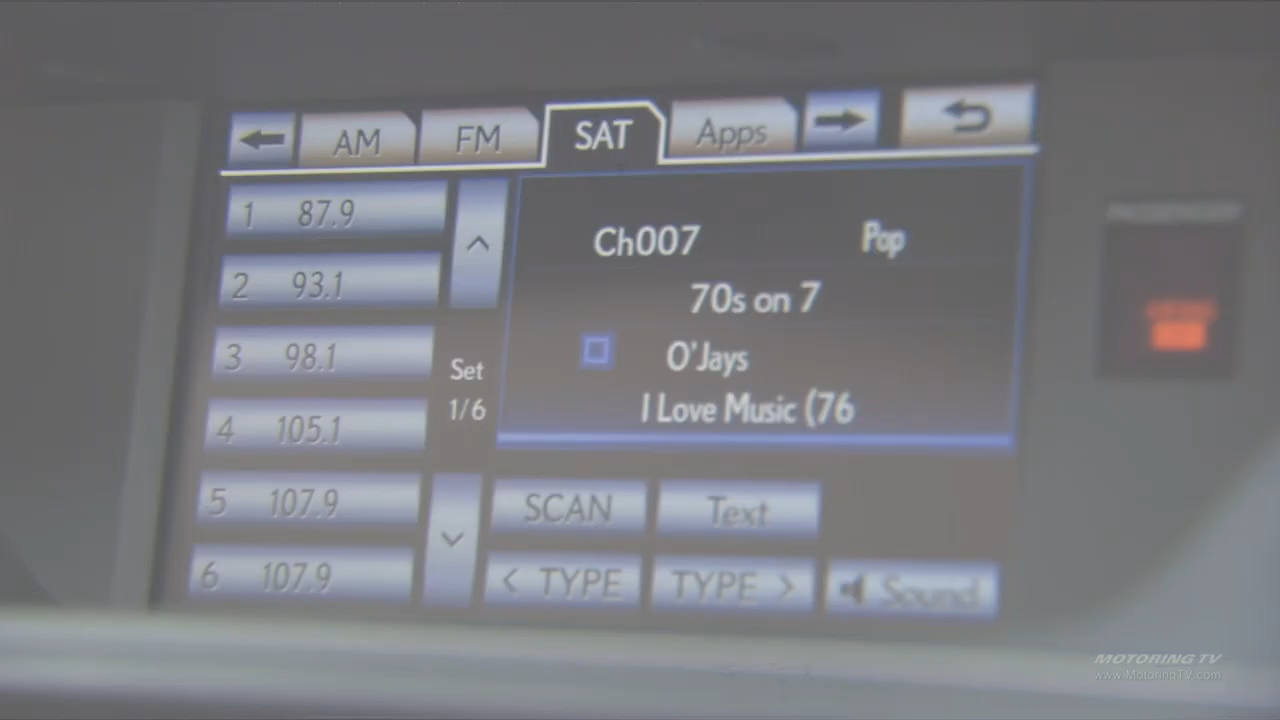 AM FM SAT Apps
1 87.9
2 93.1
3 98.1
4 105.1
5 107.9
6 107.9
Set
1/6
Ch007 Pop
70s on 7
O'Jays
I Love Music (76
SCAN Text
< TYPE TYPE > Sound
PASSENGER
MOTORING TV
www.MotoringTV.com